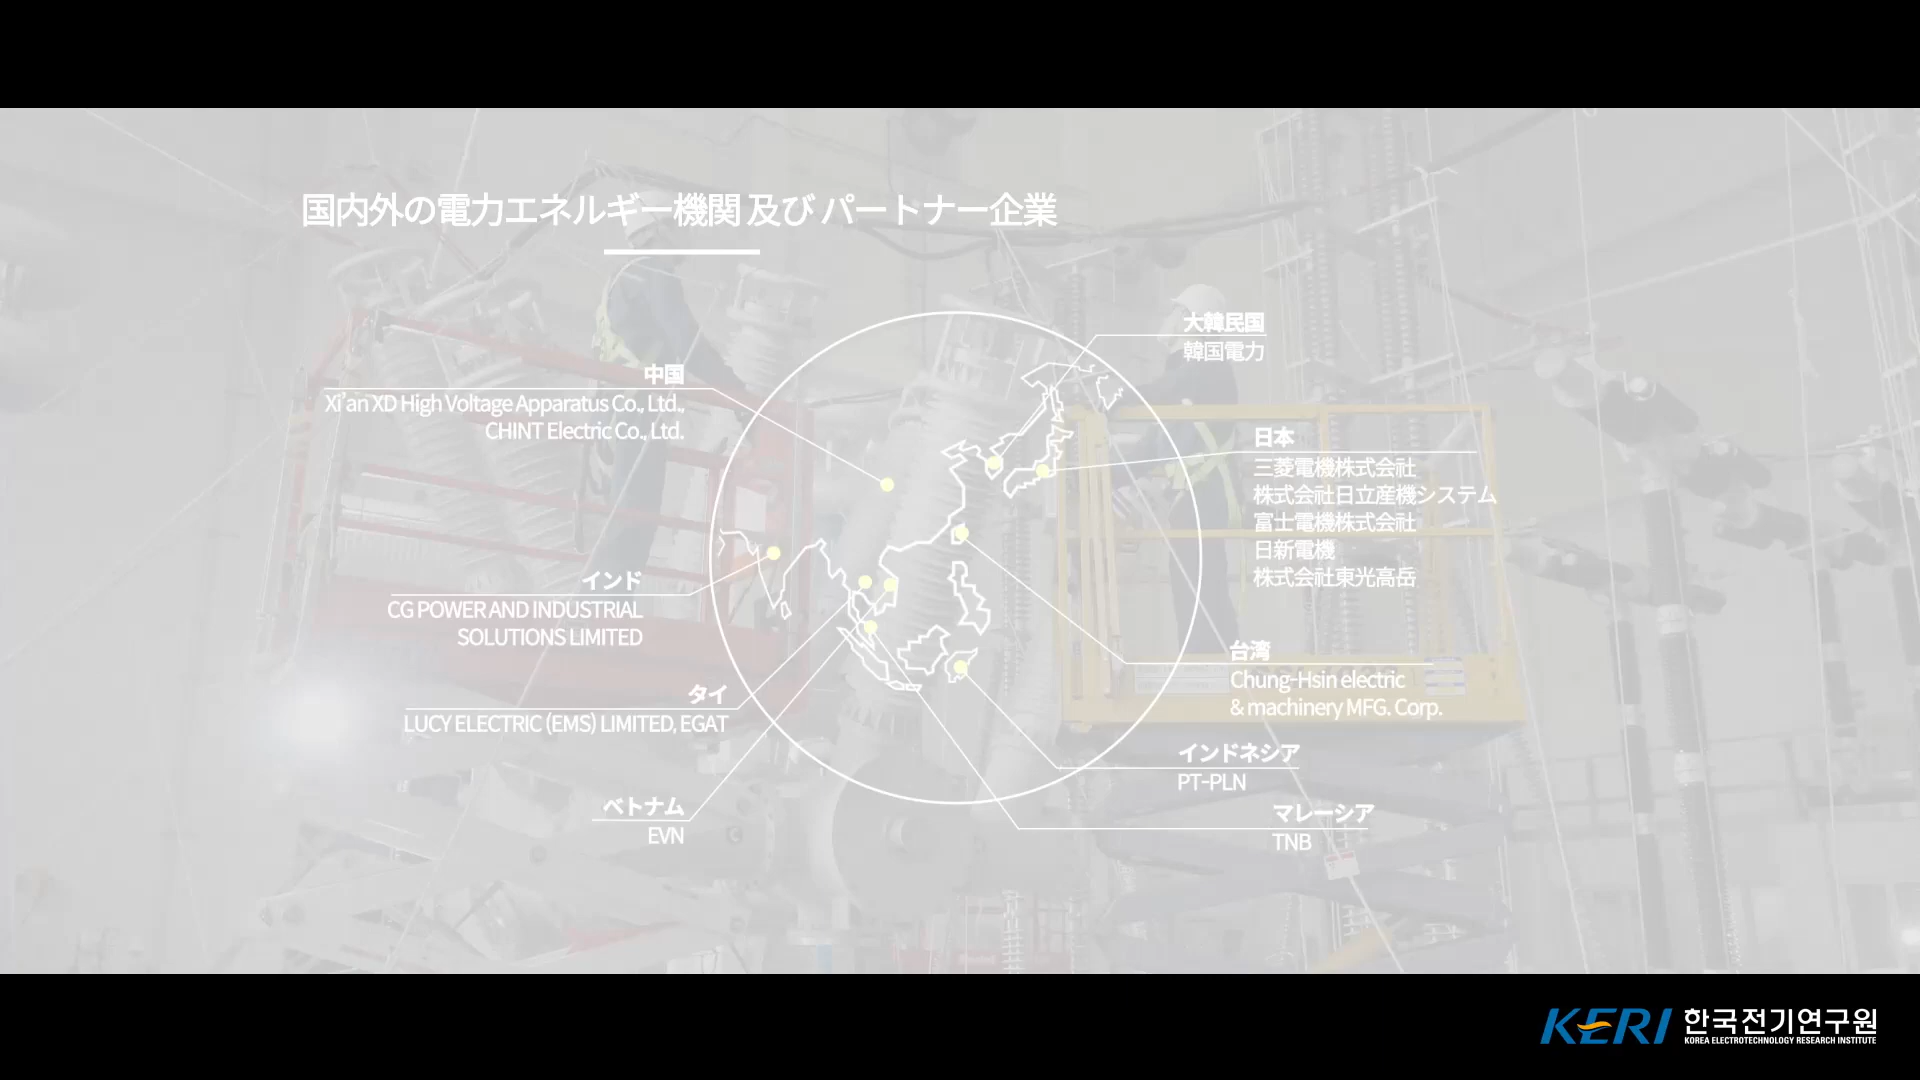 国内外の電力エネルギー機関 及び パートナー企業
大韓民国
韓国電力
中国
Xi'an XD High Voltage Apparatus Co., Ltd.,
CHINT Electric Co., Ltd.
日本
三菱電機株式会社
株式会社日立産機システム
富士電機株式会社
日新電機
株式会社東光高岳
インド
CG POWER AND INDUSTRIAL
SOLUTIONS LIMITED
台湾
Chung-Hsin electric
& machinery MFG. Corp.
タイ
LUCY ELECTRIC (EMS) LIMITED, EGAT
インドネシア
PT-PLN
ベトナム
EVN
マレーシア
TNB
KERI 한국전기연구원
KOREA ELECTROTECHNOLOGY RESEARCH INSTITUTE